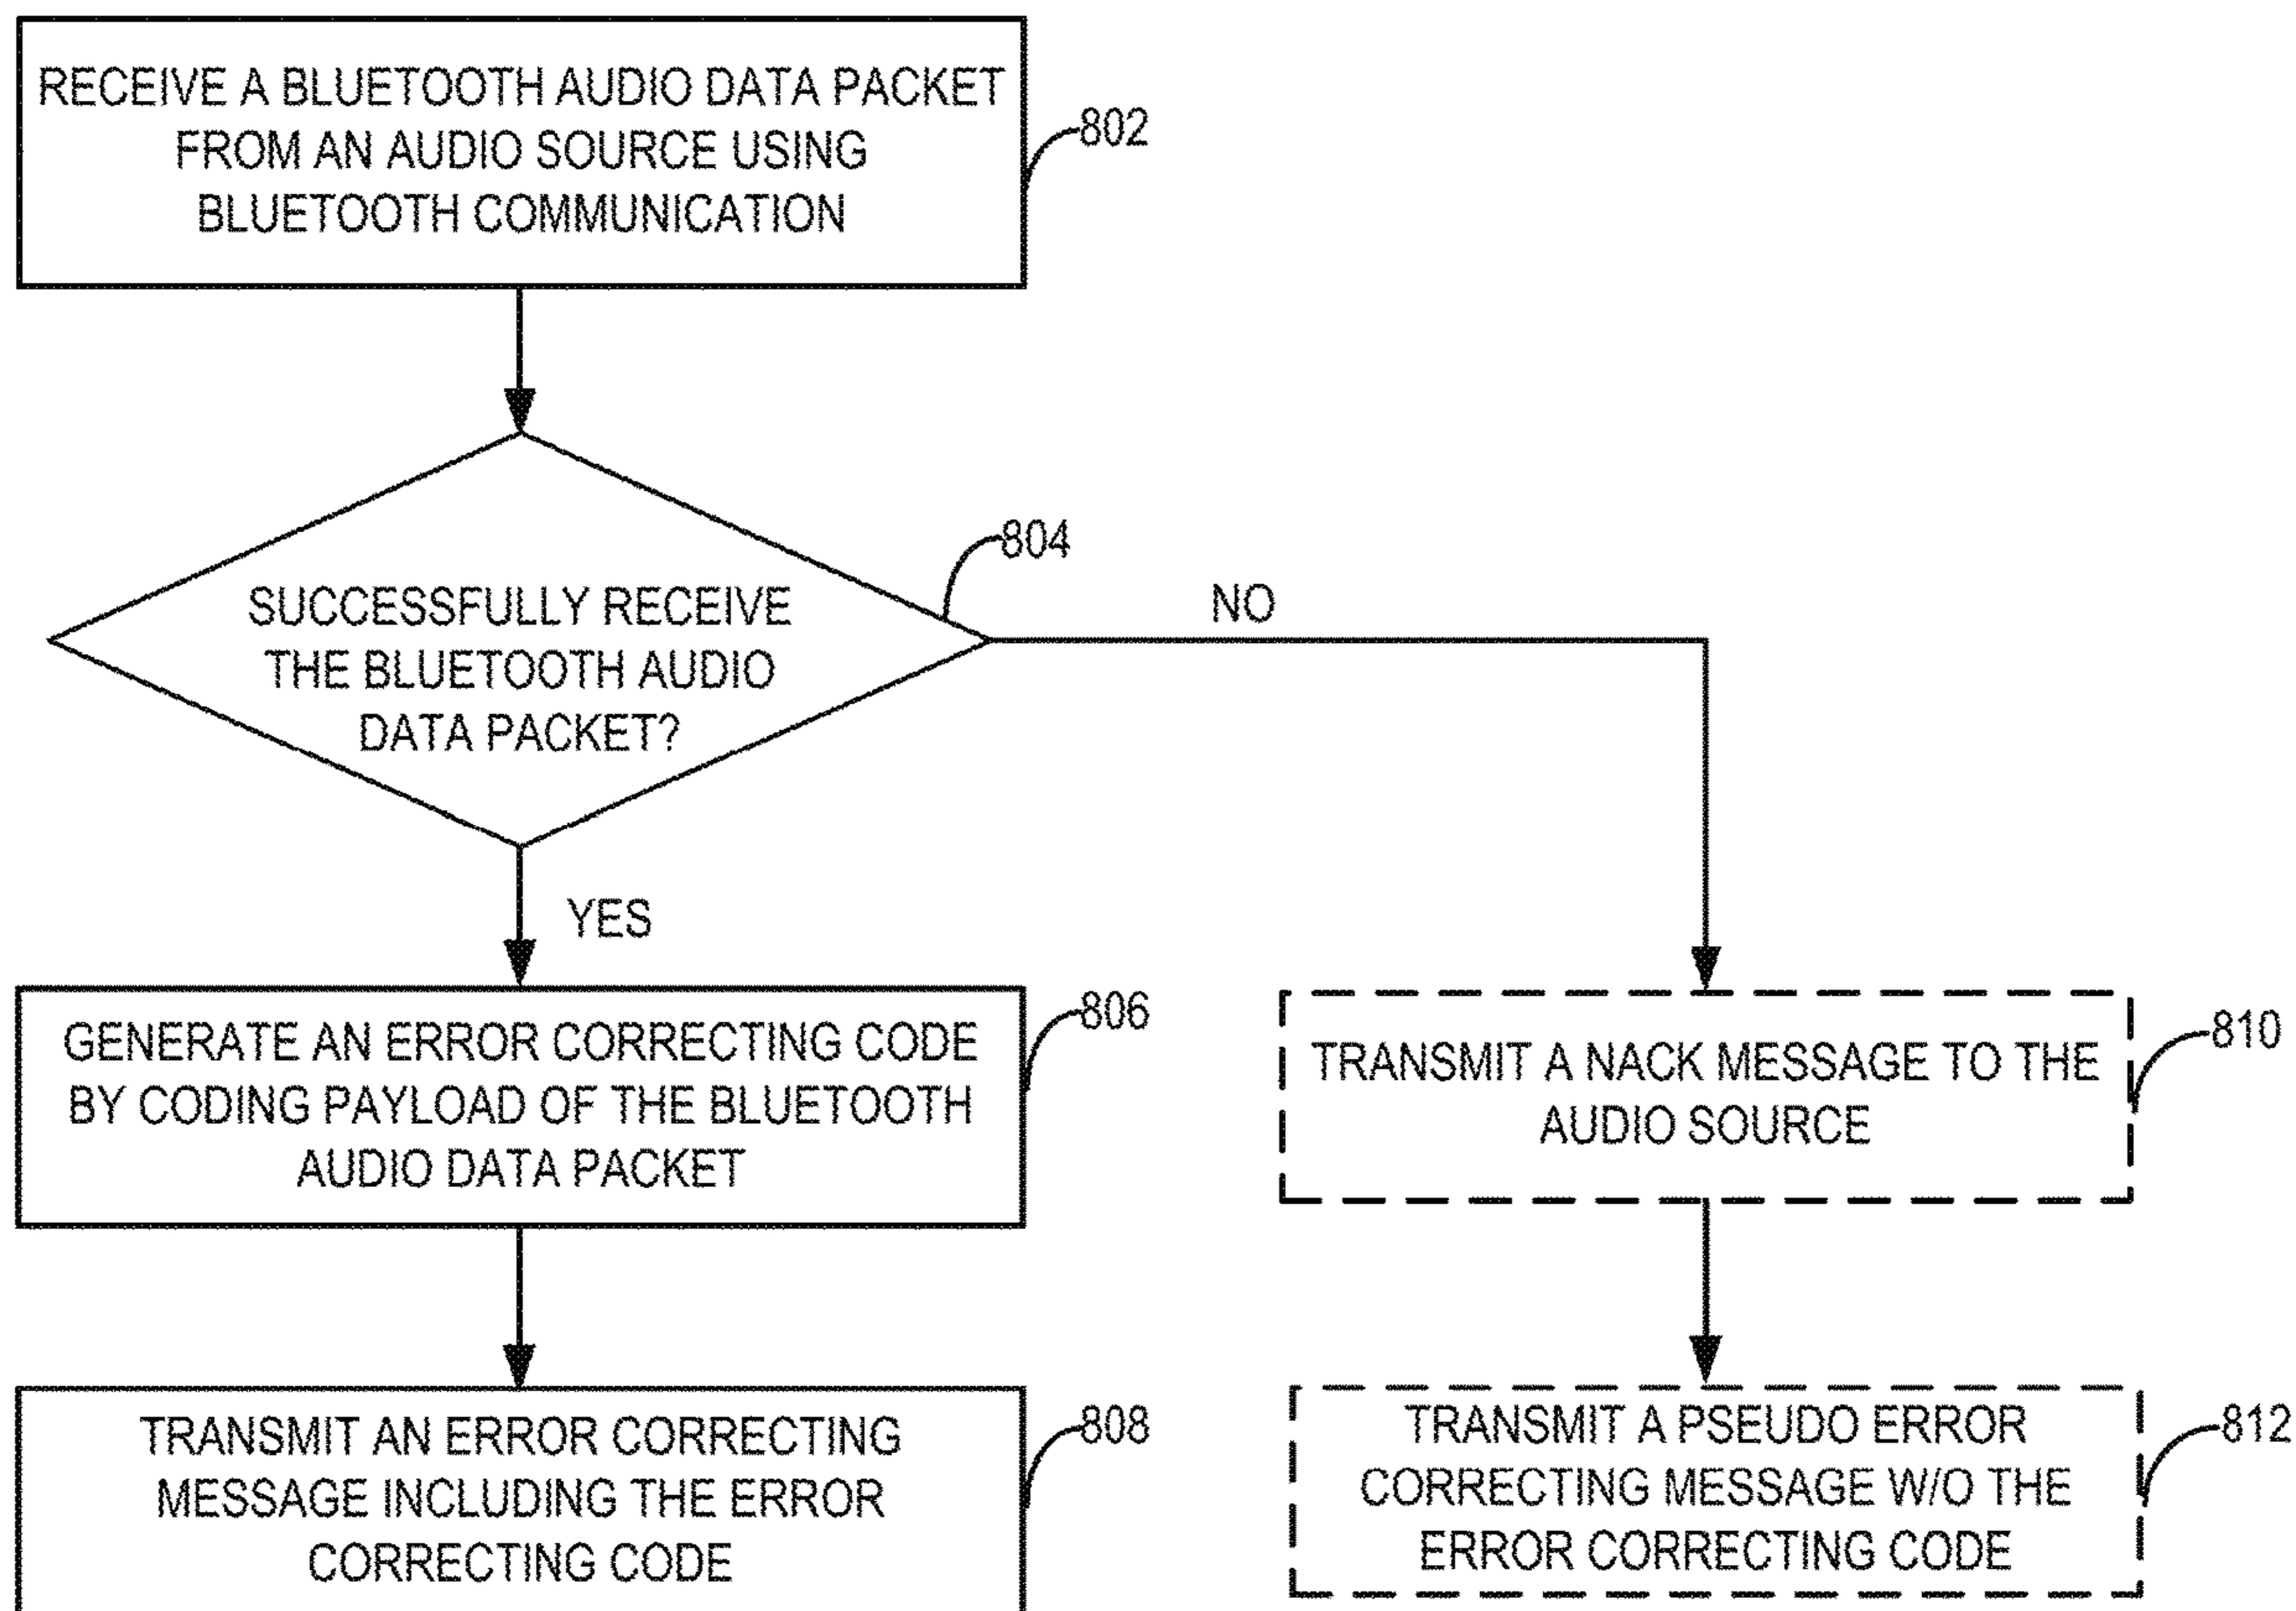 RECEIVE A BLUETOOTH AUDIO DATA PACKET
FROM AN AUDIO SOURCE USING
BLUETOOTH COMMUNICATION
802
804
SUCCESSFULLY RECEIVE
THE BLUETOOTH AUDIO
DATA PACKET?
NO
YES
GENERATE AN ERROR CORRECTING CODE
BY CODING PAYLOAD OF THE BLUETOOTH
AUDIO DATA PACKET
806
TRANSMIT A NACK MESSAGE TO THE
AUDIO SOURCE
810
TRANSMIT AN ERROR CORRECTING
MESSAGE INCLUDING THE ERROR
CORRECTING CODE
808
TRANSMIT A PSEUDO ERROR
CORRECTING MESSAGE W/O THE
ERROR CORRECTING CODE
812